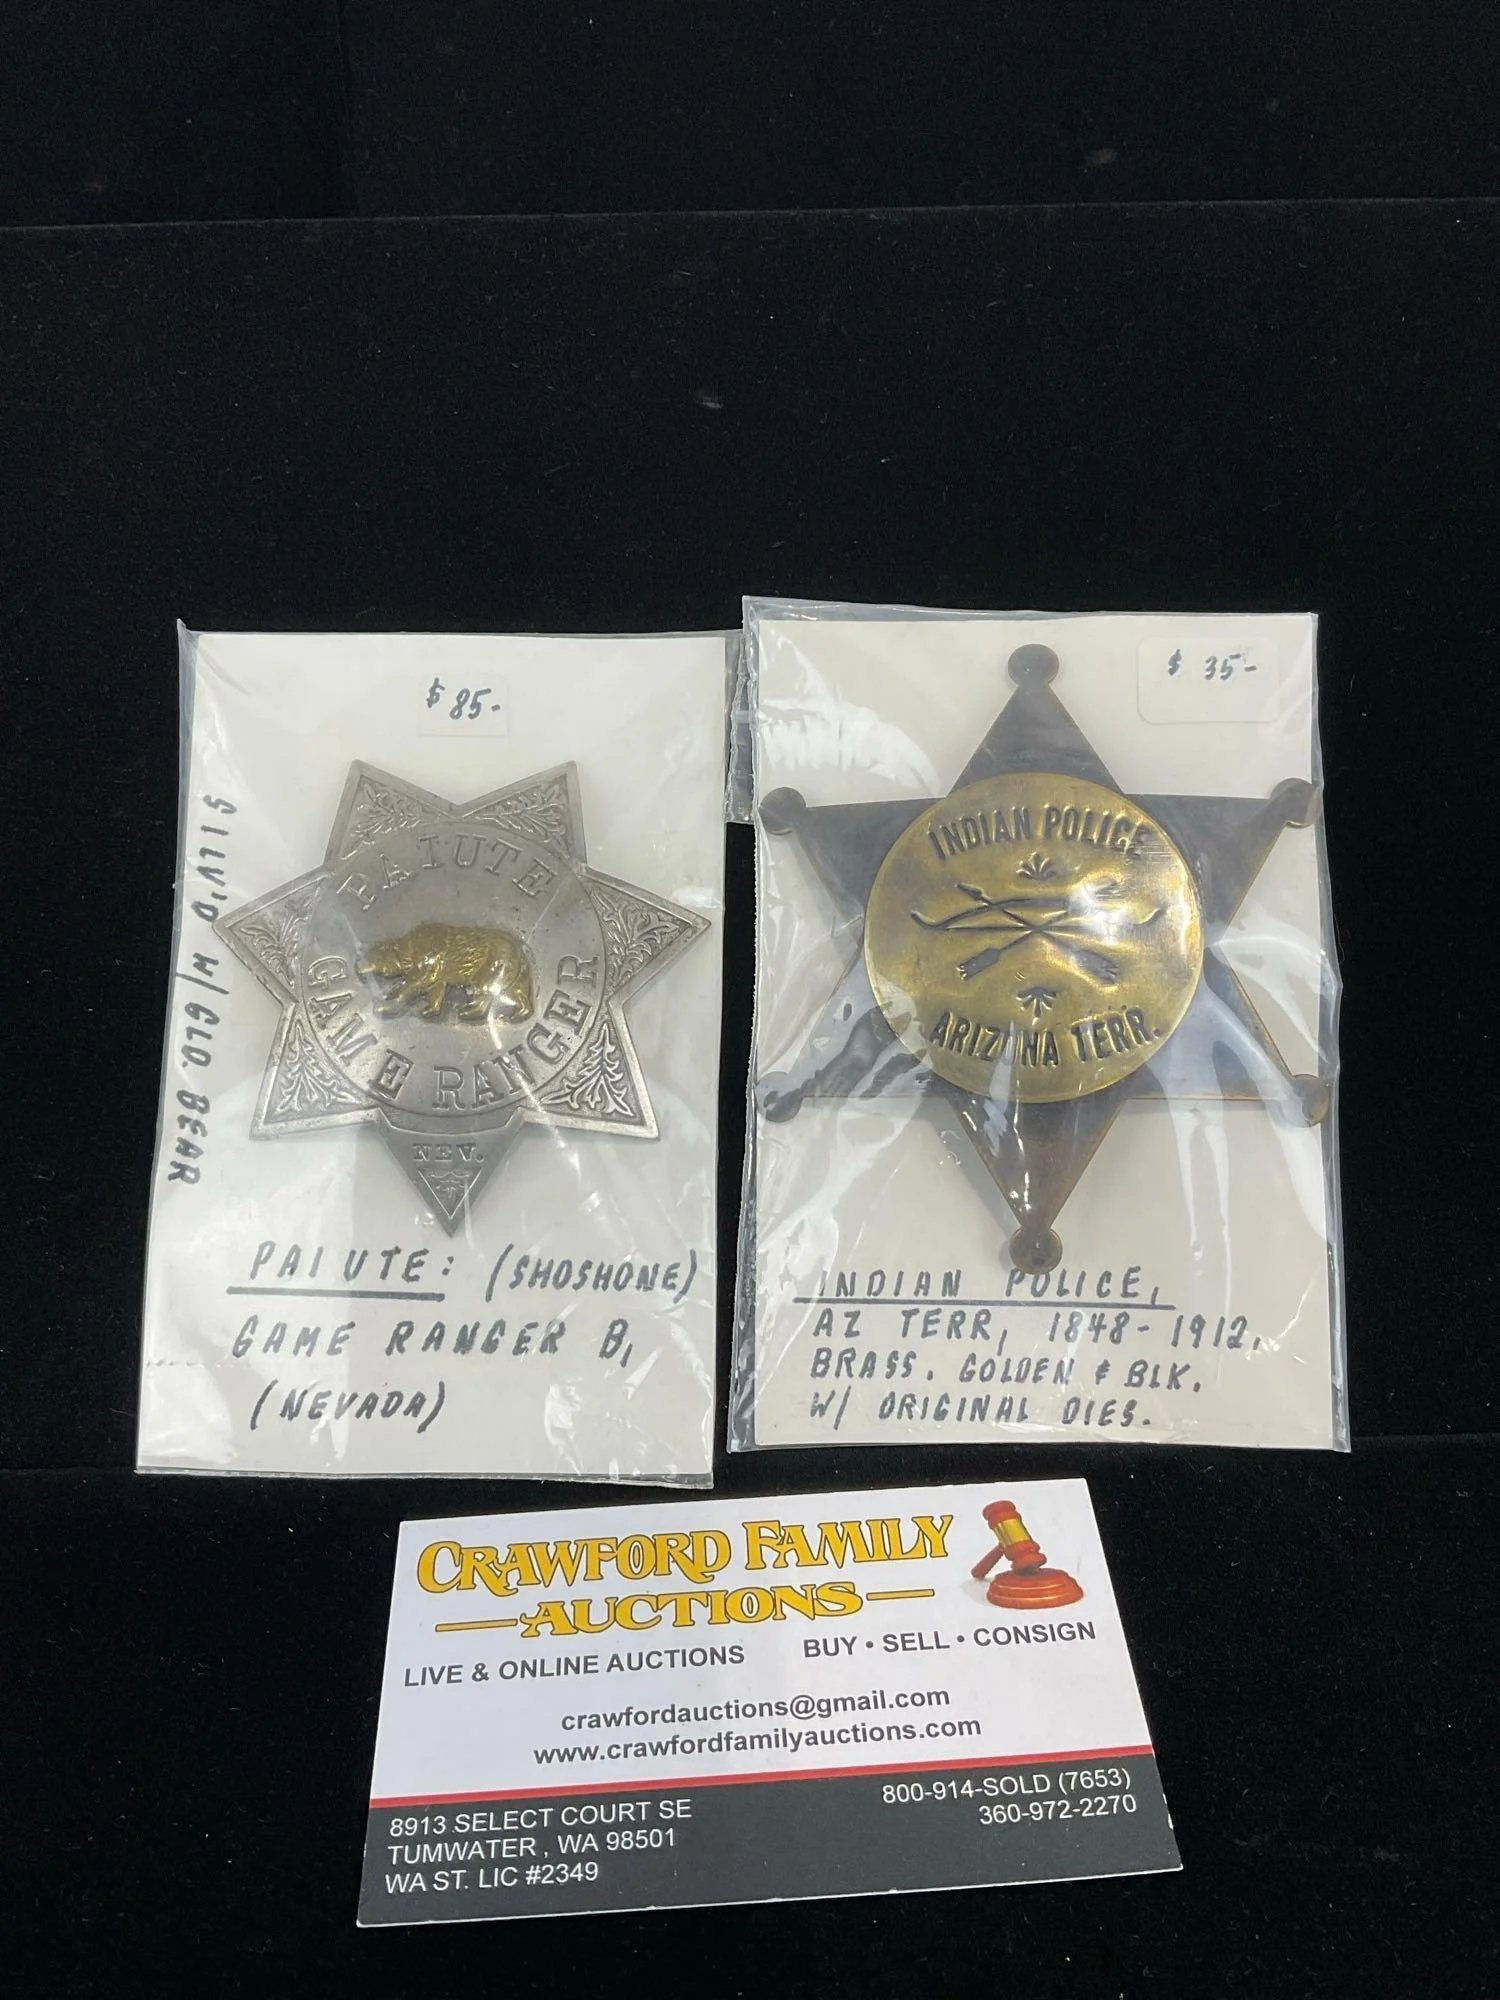 $ 85-
PAIUTE
GAME RANGER
NEV.
SILV'D W/ GLD. BEAR
PAIUTE: (SHOSHONE)
GAME RANGER B,
(NEVADA)
$ 35-
INDIAN POLICE
ARIZONA TERR.
INDIAN POLICE,
AZ TERR, 1848-1912,
BRASS. GOLDEN & BLK.
W/ ORIGINAL DIES.
CRAWFORD FAMILY
AUCTIONS
LIVE & ONLINE AUCTIONS BUY • SELL • CONSIGN
crawfordauctions@gmail.com
www.crawfordfamilyauctions.com
8913 SELECT COURT SE
TUMWATER, WA 98501
WA ST. LIC #2349
800-914-SOLD (7653)
360-972-2270